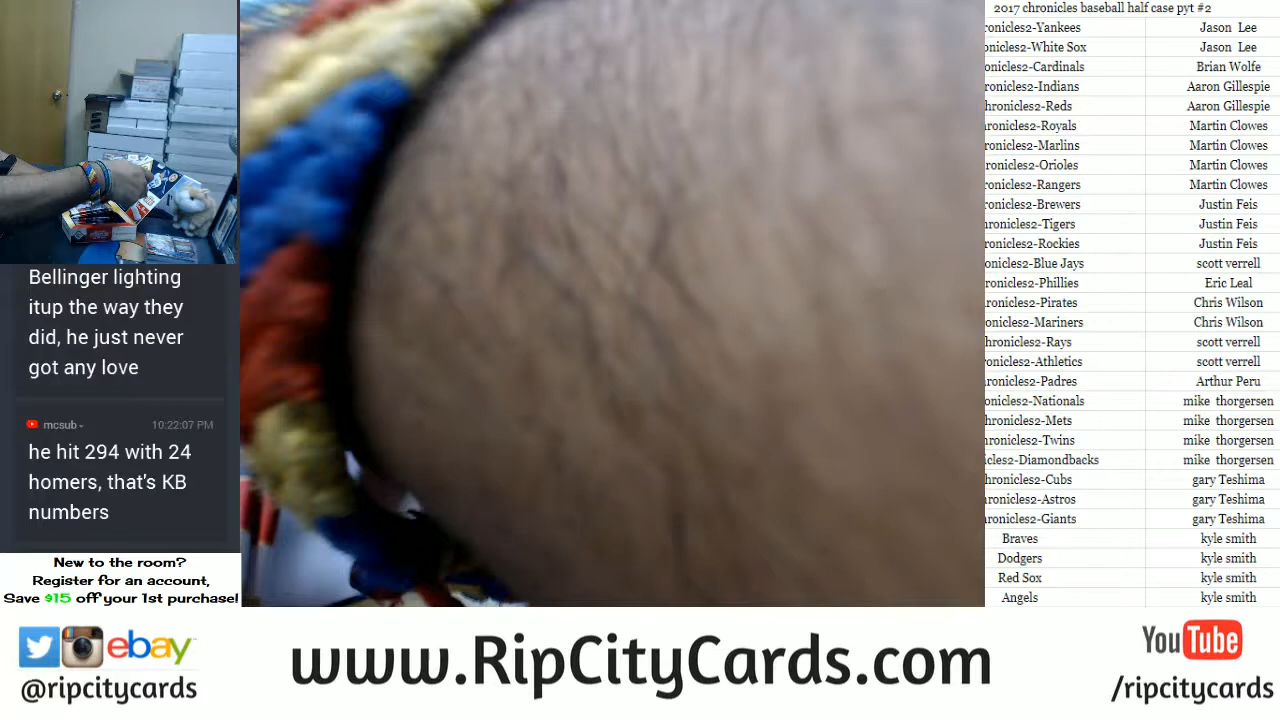 Bellinger lighting
itup the way they
did, he just never
got any love
mcsub 10:22:07 PM
he hit 294 with 24
homers, that's KB
numbers
New to the room?
Register for an account,
Save $15 off your 1st purchase!
2017 chronicles baseball half case pyt #2
ronicles2-Yankees Jason Lee
onicles2-White Sox Jason Lee
onicles2-Cardinals Brian Wolfe
ronicles2-Indians Aaron Gillespie
hronicles2-Reds Aaron Gillespie
ronicles2-Royals Martin Clowes
ronicles2-Marlins Martin Clowes
ronicles2-Orioles Martin Clowes
ronicles2-Rangers Martin Clowes
ronicles2-Brewers Justin Feis
ronicles2-Tigers Justin Feis
ronicles2-Rockies Justin Feis
onicles2-Blue Jays scott verrell
ronicles2-Phillies Eric Leal
ronicles2-Pirates Chris Wilson
onicles2-Mariners Chris Wilson
hronicles2-Rays scott verrell
onicles2-Athletics scott verrell
ronicles2-Padres Arthur Peru
onicles2-Nationals mike thorgersen
hronicles2-Mets mike thorgersen
ronicles2-Twins mike thorgersen
icles2-Diamondbacks mike thorgersen
hronicles2-Cubs gary Teshima
ronicles2-Astros gary Teshima
ronicles2-Giants gary Teshima
Braves kyle smith
Dodgers kyle smith
Red Sox kyle smith
Angels kyle smith
ebay
@ripcitycards
www.RipCityCards.com
YouTube
/ripcitycards